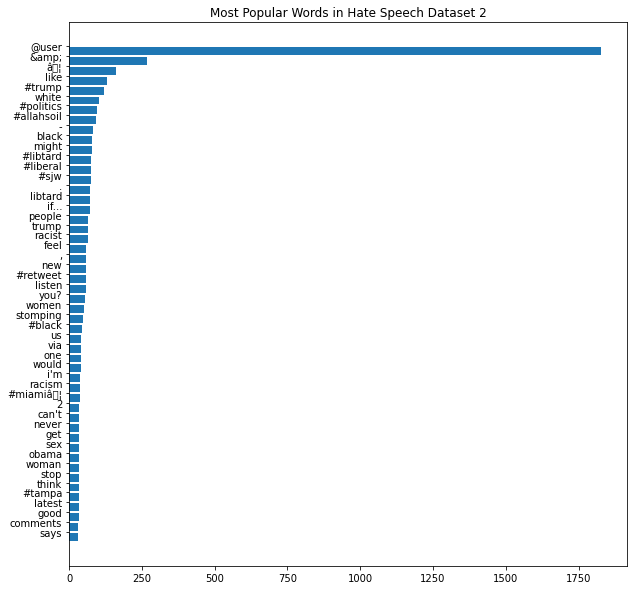 Most Popular Words in Hate Speech Dataset 2
@user
&amp;
â▯¦
like
#trump
white
#politics
#allahsoil
-
black
might
#libtard
#liberal
#sjw
.
libtard
if...
people
trump
racist
feel
,
new
#retweet
listen
you?
women
stomping
#black
us
via
one
would
i'm
racism
#miamiâ▯¦
2
can't
never
get
sex
obama
woman
stop
think
#tampa
latest
good
comments
says
0 250 500 750 1000 1250 1500 1750